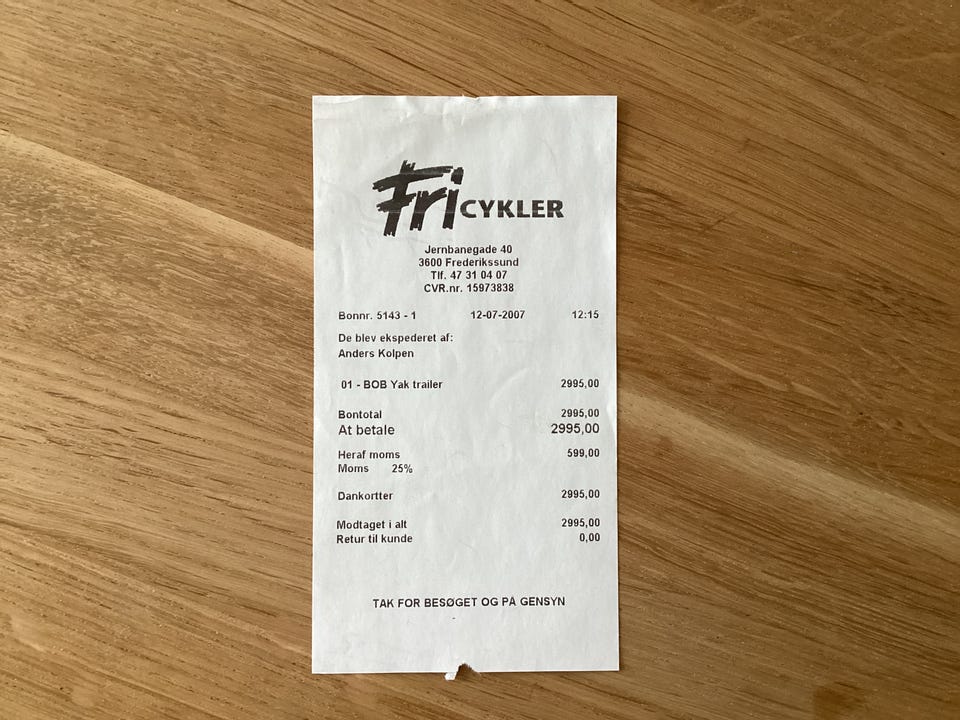 Fri CYKLER
Jernbanegade 40
3600 Frederikssund
Tlf. 47 31 04 07
CVR.nr. 15973838
Bonnr. 5143 - 1 12-07-2007 12:15
De blev ekspederet af:
Anders Kolpen
01 - BOB Yak trailer 2995,00
Bontotal 2995,00
At betale 2995,00
Heraf moms 599,00
Moms 25%
Dankortter 2995,00
Modtaget i alt 2995,00
Retur til kunde 0,00
TAK FOR BESØGET OG PÅ GENSYN